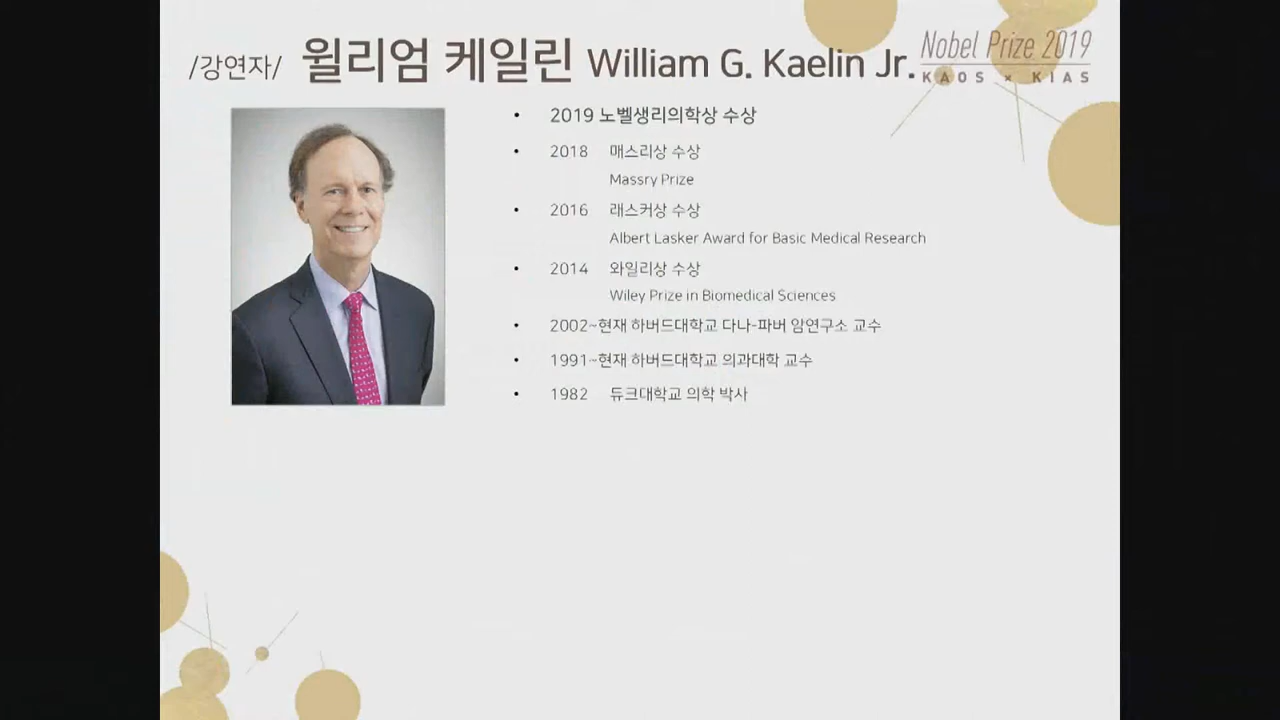 /강연자/ 윌리엄 케일린 William G. Kaelin Jr.
Nobel Prize 2019
KAOS × KIAS
• 2019 노벨생리의학상 수상
• 2018 매스리상 수상
Massry Prize
• 2016 래스커상 수상
Albert Lasker Award for Basic Medical Research
• 2014 와일리상 수상
Wiley Prize in Biomedical Sciences
• 2002~현재 하버드대학교 다나-파버 암연구소 교수
• 1991~현재 하버드대학교 의과대학 교수
• 1982 듀크대학교 의학 박사